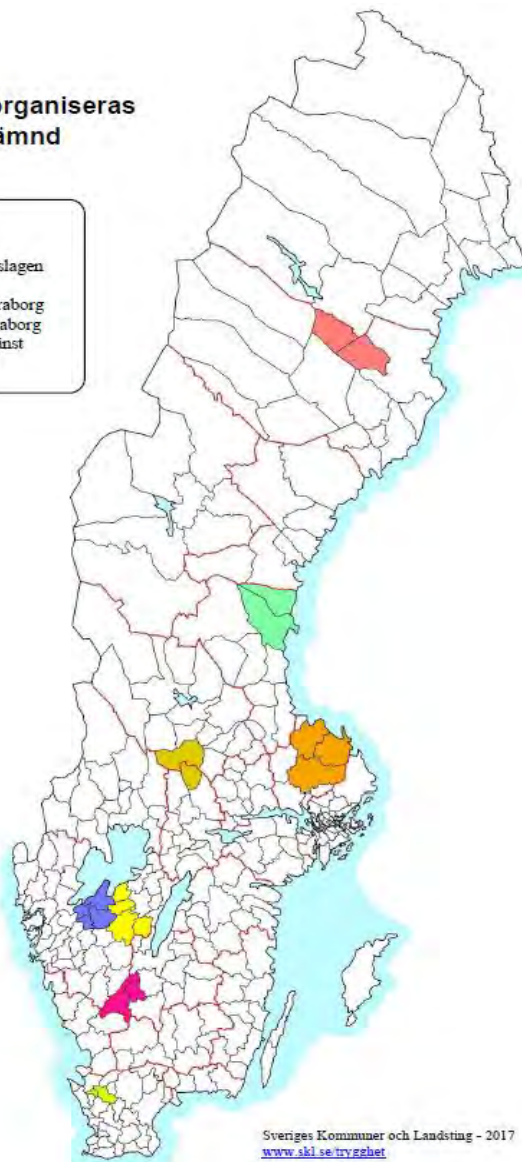 organiseras
ämnd
slagen
raborg
aborg
inst
Sveriges Kommuner och Landsting - 2017
www.skl.se/trygghet